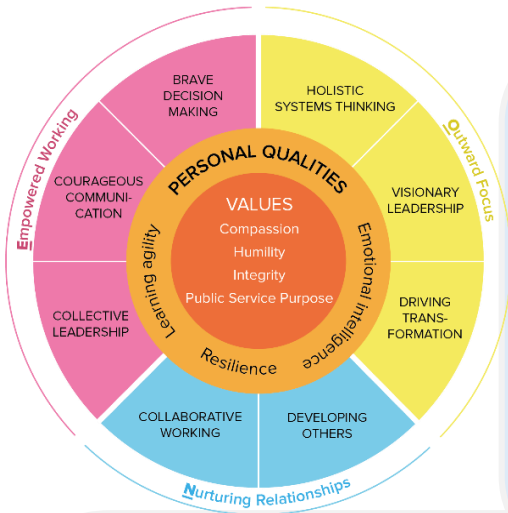 BRAVE
DECISION
MAKING
HOLISTIC
SYSTEMS THINKING
Empowered Working
Outward Focus
PERSONAL QUALITIES
COURAGEOUS
COMMUNI-
CATION
VISIONARY
LEADERSHIP
VALUES
Compassion
Humility
Integrity
Public Service Purpose
Learning agility
Emotional intelligence
Resilience
COLLECTIVE
LEADERSHIP
DRIVING
TRANS-
FORMATION
COLLABORATIVE
WORKING
DEVELOPING
OTHERS
Nurturing Relationships